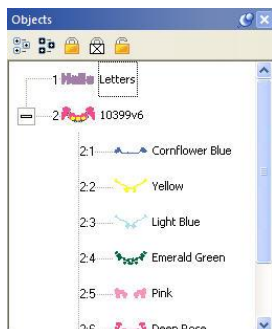 Objects
1 Hello Letters
2 10399v6
2:1 Cornflower Blue
2:2 Yellow
2:3 Light Blue
2:4 Emerald Green
2:5 Pink
2:6 Deep Rose